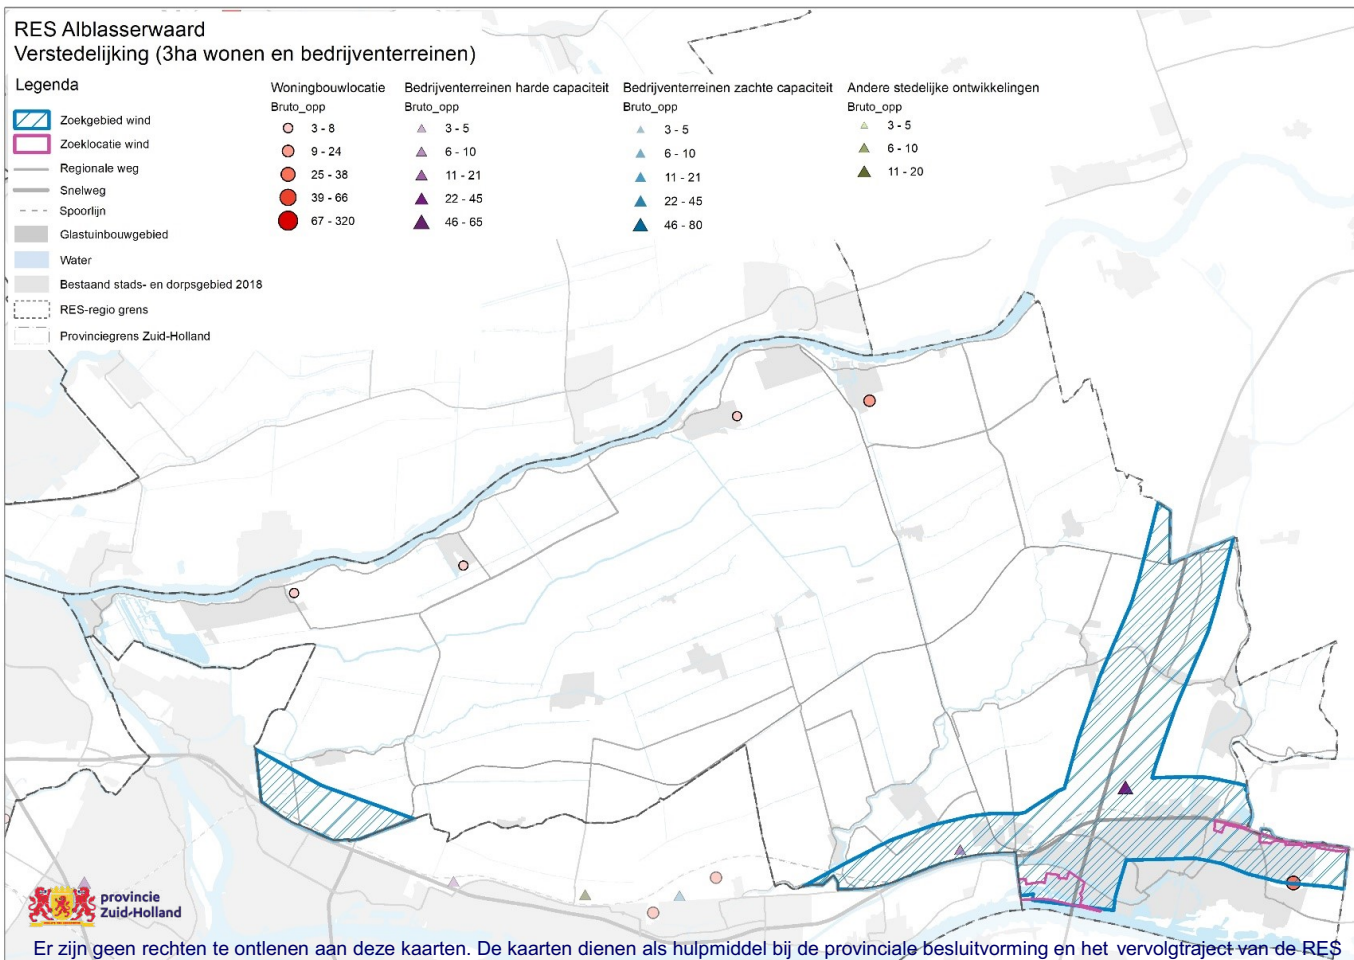 RES Alblasserwaard
Verstedelijking (3ha wonen en bedrijventerreinen)
Legenda
Zoekgebied wind
Zoeklocatie wind
Regionale weg
Snelweg
Spoorlijn
Glastuinbouwgebied
Water
Bestaand stads- en dorpsgebied 2018
RES-regio grens
Provinciegrens Zuid-Holland
Woningbouwlocatie
Bruto_opp
3 - 8
9 - 24
25 - 38
39 - 66
67 - 320
Bedrijventerreinen harde capaciteit
Bruto_opp
3 - 5
6 - 10
11 - 21
22 - 45
46 - 65
Bedrijventerreinen zachte capaciteit
Bruto_opp
3 - 5
6 - 10
11 - 21
22 - 45
46 - 80
Andere stedelijke ontwikkelingen
Bruto_opp
3 - 5
6 - 10
11 - 20
provincie
Zuid-Holland
Er zijn geen rechten te ontlenen aan deze kaarten. De kaarten dienen als hulpmiddel bij de provinciale besluitvorming en het vervolgtraject van de RES